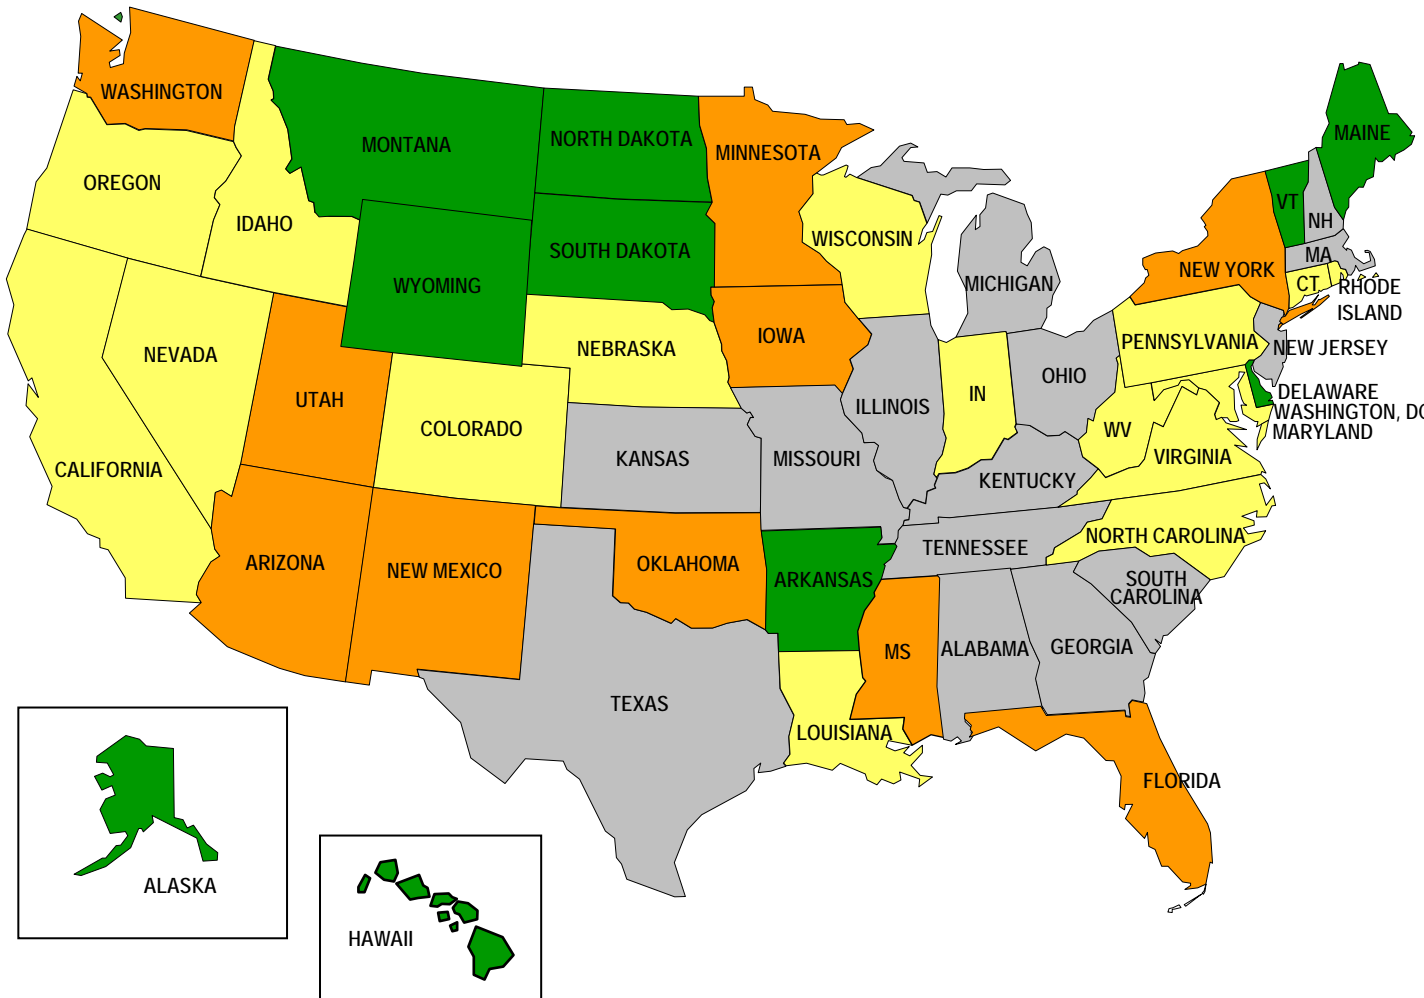 WASHINGTON
MONTANA
NORTH DAKOTA
MINNESOTA
MAINE
OREGON
IDAHO
SOUTH DAKOTA
WISCONSIN
VT
NH
MA
NEW YORK
CT
RHODE
ISLAND
WYOMING
MICHIGAN
NEVADA
NEBRASKA
IOWA
PENNSYLVANIA
NEW JERSEY
UTAH
COLORADO
ILLINOIS
IN
OHIO
DELAWARE
WASHINGTON, DC
MARYLAND
CALIFORNIA
KANSAS
MISSOURI
KENTUCKY
WV
VIRGINIA
ARIZONA
NEW MEXICO
OKLAHOMA
ARKANSAS
TENNESSEE
NORTH CAROLINA
SOUTH
CAROLINA
TEXAS
LOUISIANA
MS
ALABAMA
GEORGIA
FLORIDA
ALASKA
HAWAII